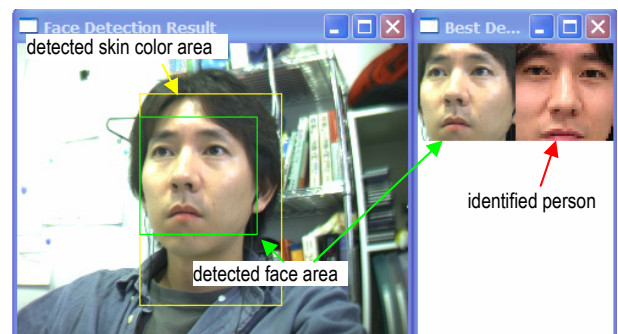 Face Detection Result
Best De...
detected skin color area
identified person
detected face area